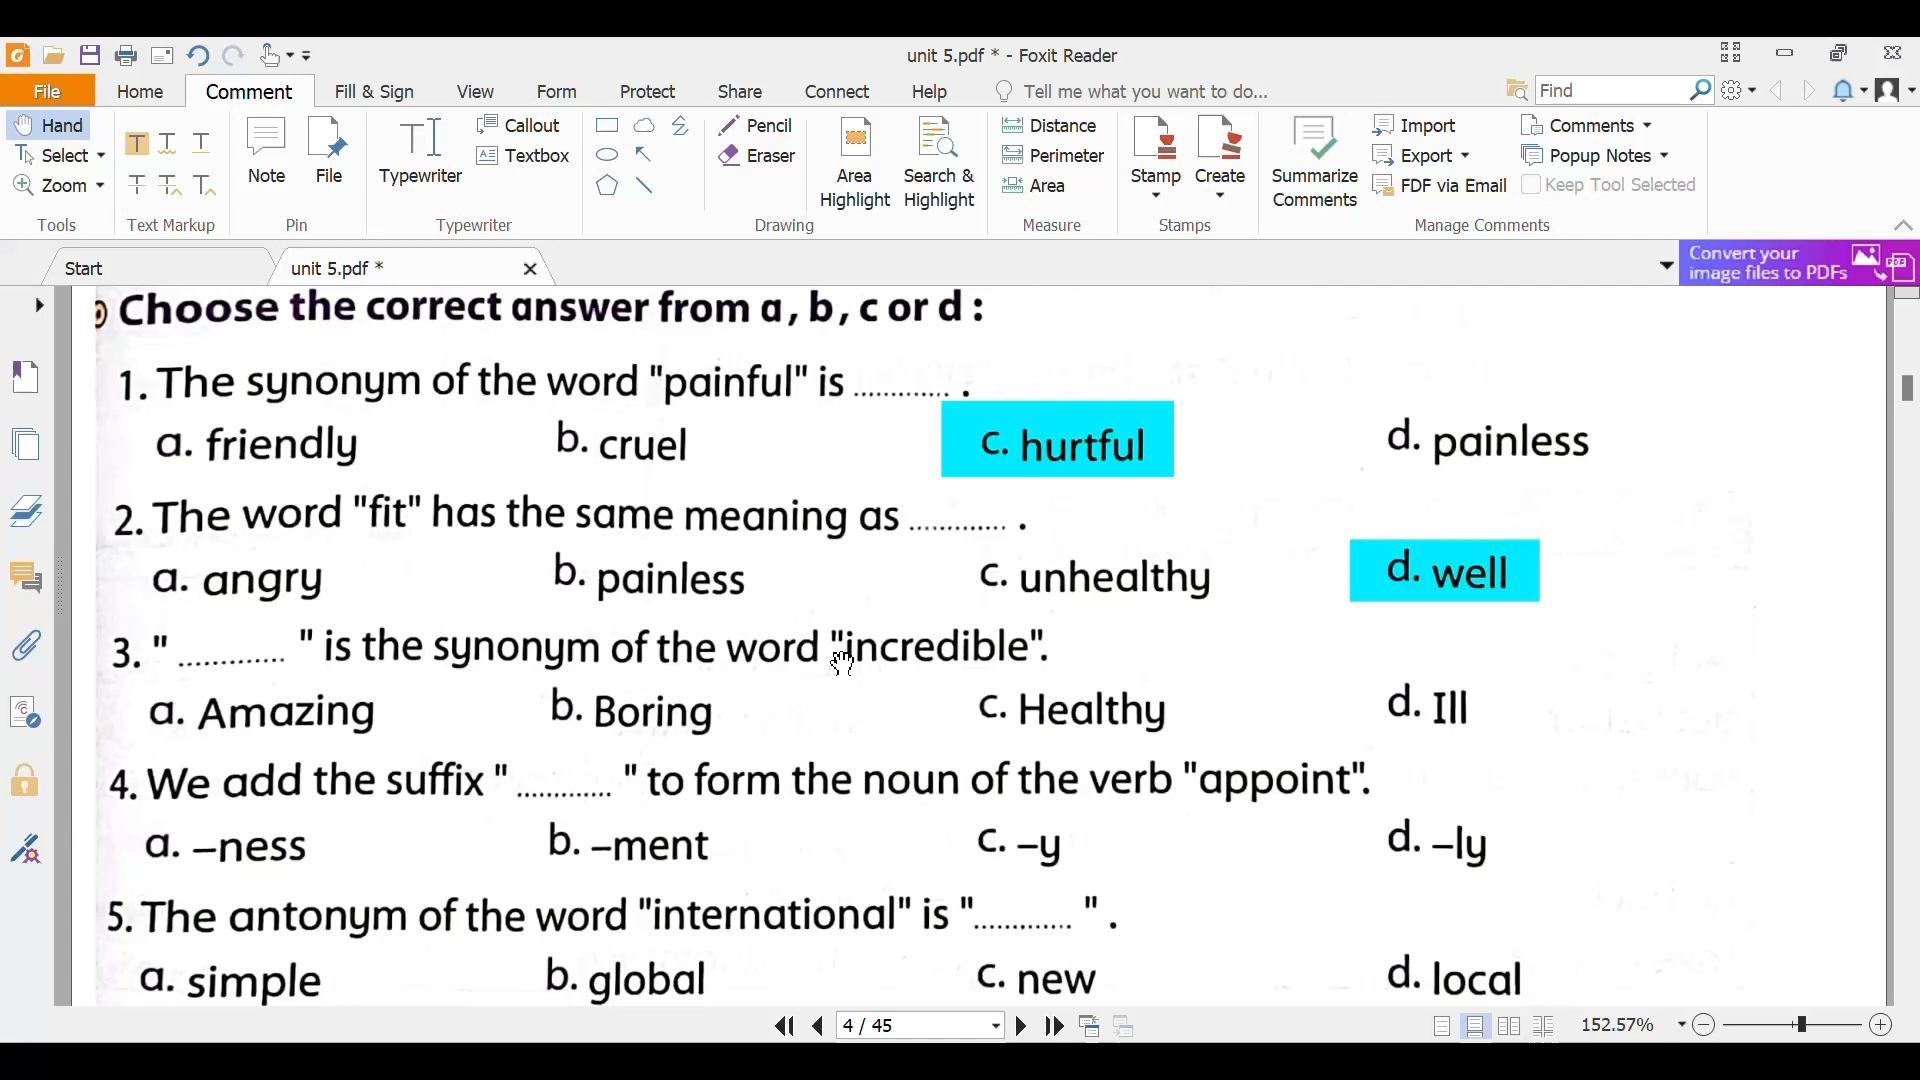 unit 5.pdf * - Foxit Reader
File Home Comment Fill & Sign View Form Protect Share Connect Help Tell me what you want to do... Find
Hand
Select
Zoom
Tools
Text Markup
Note
File
Pin
Typewriter
Callout
Textbox
Typewriter
Pencil
Eraser
Area
Highlight
Search &
Highlight
Drawing
Distance
Perimeter
Area
Measure
Stamp
Create
Stamps
Summarize
Comments
Import
Export
FDF via Email
Comments
Popup Notes
Keep Tool Selected
Manage Comments
Start
unit 5.pdf *
Convert your
image files to PDFs
Choose the correct answer from a, b, c or d :
1. The synonym of the word "painful" is ............ .
a. friendly b. cruel c. hurtful d. painless
2. The word "fit" has the same meaning as ............ .
a. angry b. painless c. unhealthy d. well
3. " ............. " is the synonym of the word "incredible".
a. Amazing b. Boring c. Healthy d. Ill
4. We add the suffix " ............ " to form the noun of the verb "appoint".
a. –ness b. –ment c. –y d. –ly
5. The antonym of the word "international" is "............. " .
a. simple b. global c. new d. local
4 / 45
152.57%